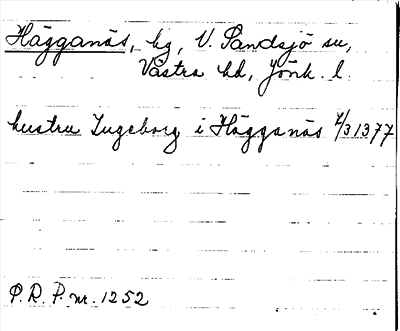 Hägganäs, by, V. Sandsjö sn,
Västra hd, Jönk. l.
hustru Ingeborg i Hägganäs 4/3 1377
P.R.P. nr. 1252